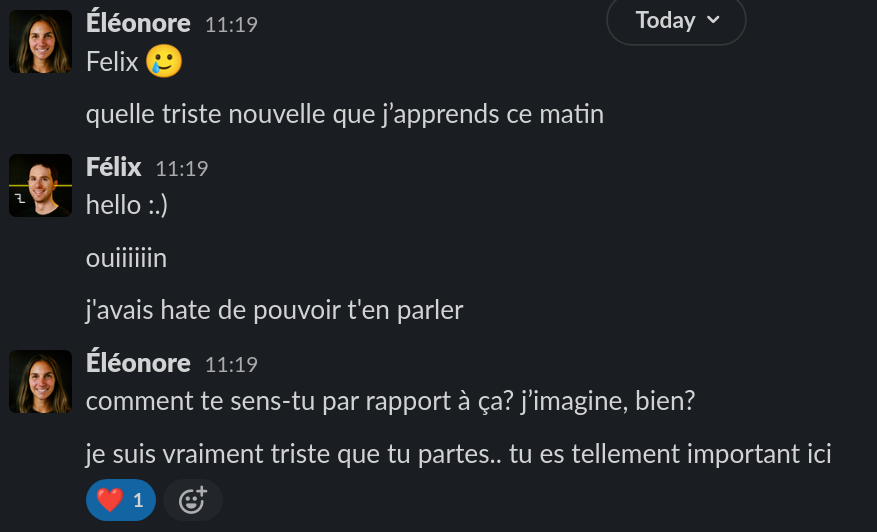 Today
Éléonore 11:19
Felix 🥲
quelle triste nouvelle que j’apprends ce matin
Félix 11:19
hello :.)
ouiiiiiin
j'avais hate de pouvoir t'en parler
Éléonore 11:19
comment te sens-tu par rapport à ça? j’imagine, bien?
je suis vraiment triste que tu partes.. tu es tellement important ici
❤️ 1